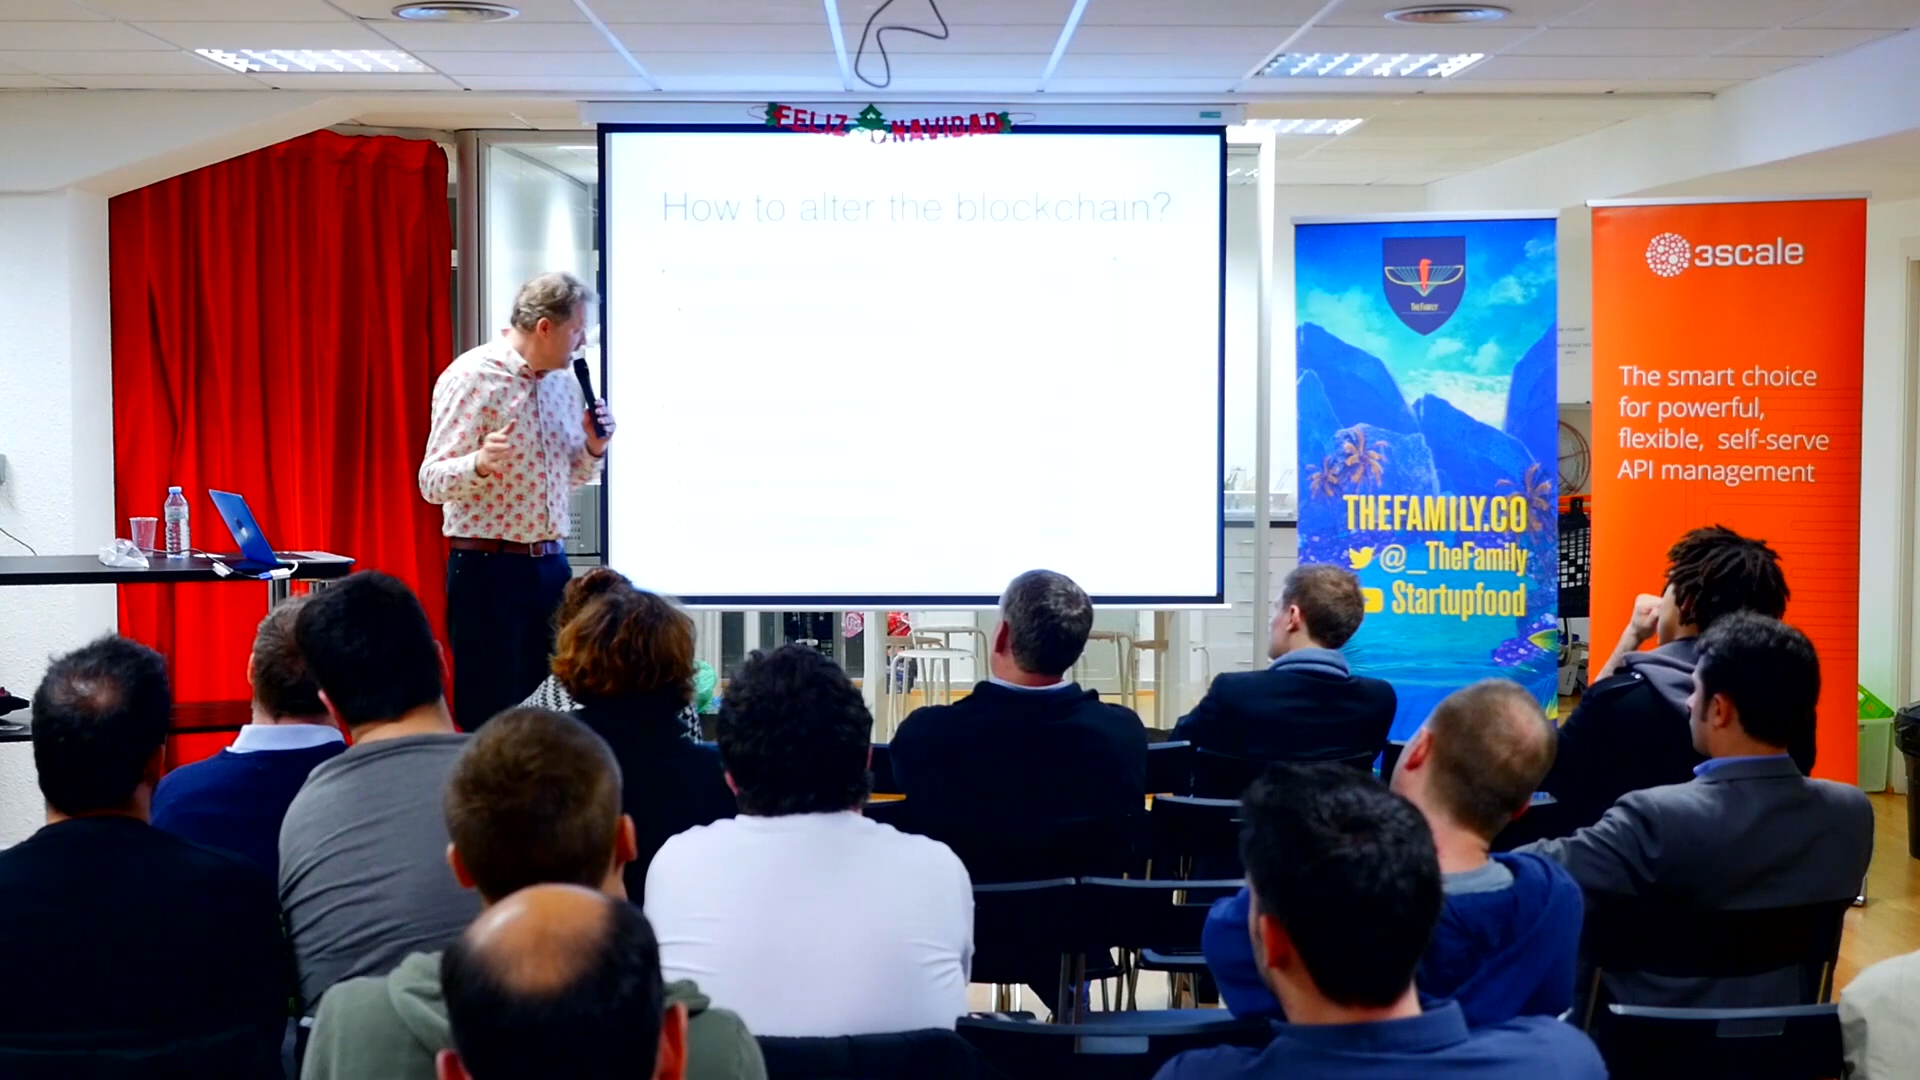 FELIZ NAVIDAD
How to alter the blockchain?
THEFAMILY
THEFAMILY.CO
@_TheFamily
Startupfood
3scale
The smart choice
for powerful,
flexible, self-serve
API management